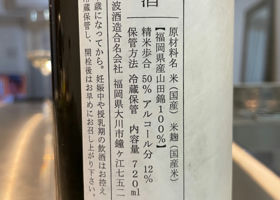 酒
原材料名 米(国産) 米麹(国産米)
【福岡県産山田錦100%】
精米歩合 50% アルコール分 12%
保管方法 冷蔵保管 内容量 720ml
波酒造合名会社 福岡県大川市鐘ヶ江七五二
歳になってから。妊娠中や授乳期の飲酒はお控え
冷蔵保管し、開栓後はお早めにお召し上がり下さい。